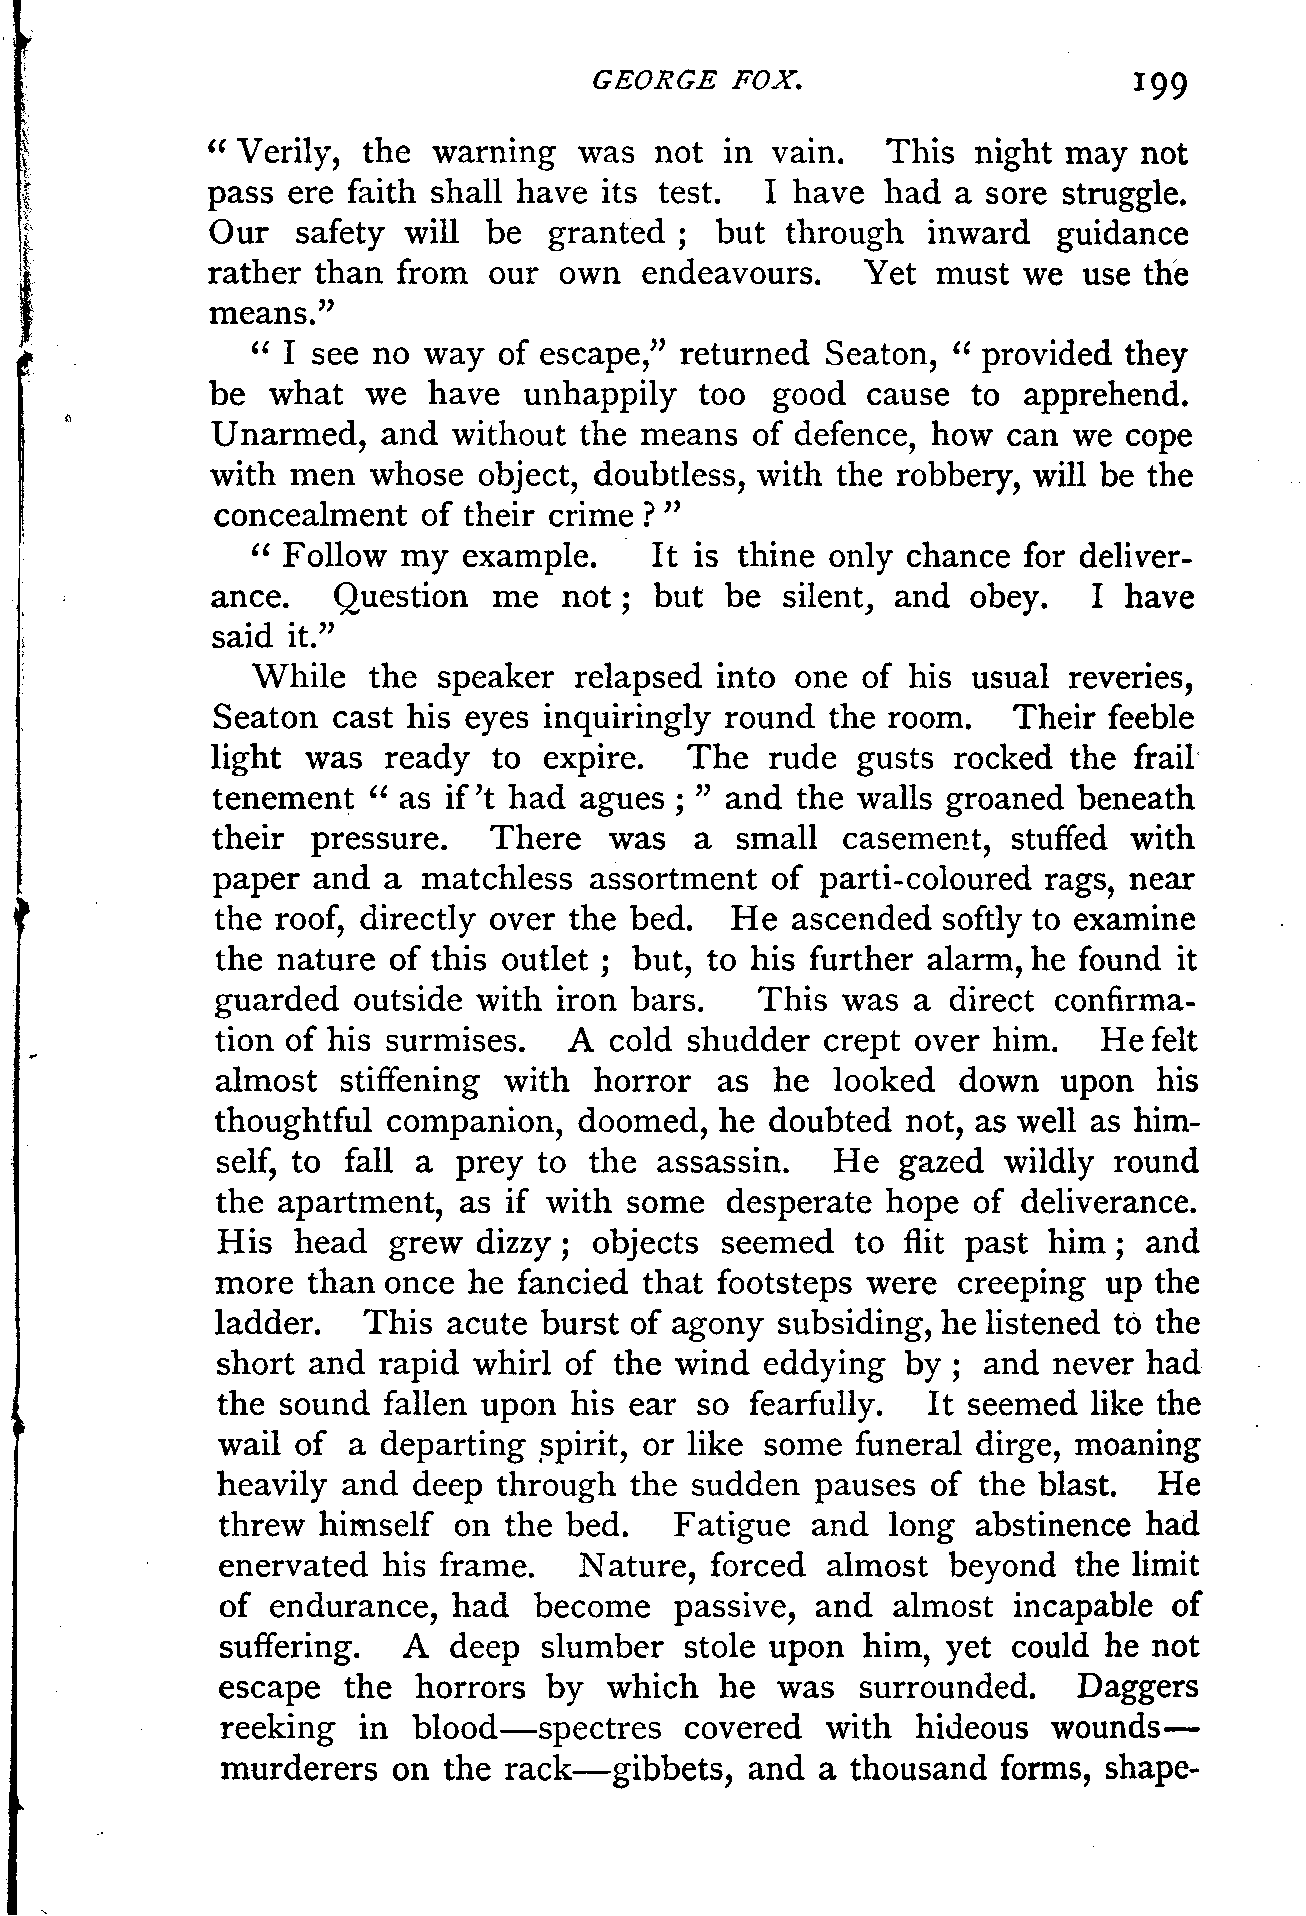 GEORGE FOX. 199
“ Verily, the warning was not in vain. This night may not
pass ere faith shall have its test. I have had a sore struggle.
Our safety will be granted ; but through inward guidance
rather than from our own endeavours. Yet must we use the
means.”
“ I see no way of escape,” returned Seaton, “ provided they
be what we have unhappily too good cause to apprehend.
Unarmed, and without the means of defence, how can we cope
with men whose object, doubtless, with the robbery, will be the
concealment of their crime ? ”
“ Follow my example. It is thine only chance for deliver-
ance. Question me not ; but be silent, and obey. I have
said it.”
While the speaker relapsed into one of his usual reveries,
Seaton cast his eyes inquiringly round the room. Their feeble
light was ready to expire. The rude gusts rocked the frail
tenement “ as if ’t had agues ; ” and the walls groaned beneath
their pressure. There was a small casement, stuffed with
paper and a matchless assortment of parti-coloured rags, near
the roof, directly over the bed. He ascended softly to examine
the nature of this outlet ; but, to his further alarm, he found it
guarded outside with iron bars. This was a direct confirma-
tion of his surmises. A cold shudder crept over him. He felt
almost stiffening with horror as he looked down upon his
thoughtful companion, doomed, he doubted not, as well as him-
self, to fall a prey to the assassin. He gazed wildly round
the apartment, as if with some desperate hope of deliverance.
His head grew dizzy ; objects seemed to flit past him ; and
more than once he fancied that footsteps were creeping up the
ladder. This acute burst of agony subsiding, he listened to the
short and rapid whirl of the wind eddying by ; and never had
the sound fallen upon his ear so fearfully. It seemed like the
wail of a departing spirit, or like some funeral dirge, moaning
heavily and deep through the sudden pauses of the blast. He
threw himself on the bed. Fatigue and long abstinence had
enervated his frame. Nature, forced almost beyond the limit
of endurance, had become passive, and almost incapable of
suffering. A deep slumber stole upon him, yet could he not
escape the horrors by which he was surrounded. Daggers
reeking in blood—spectres covered with hideous wounds—
murderers on the rack—gibbets, and a thousand forms, shape-